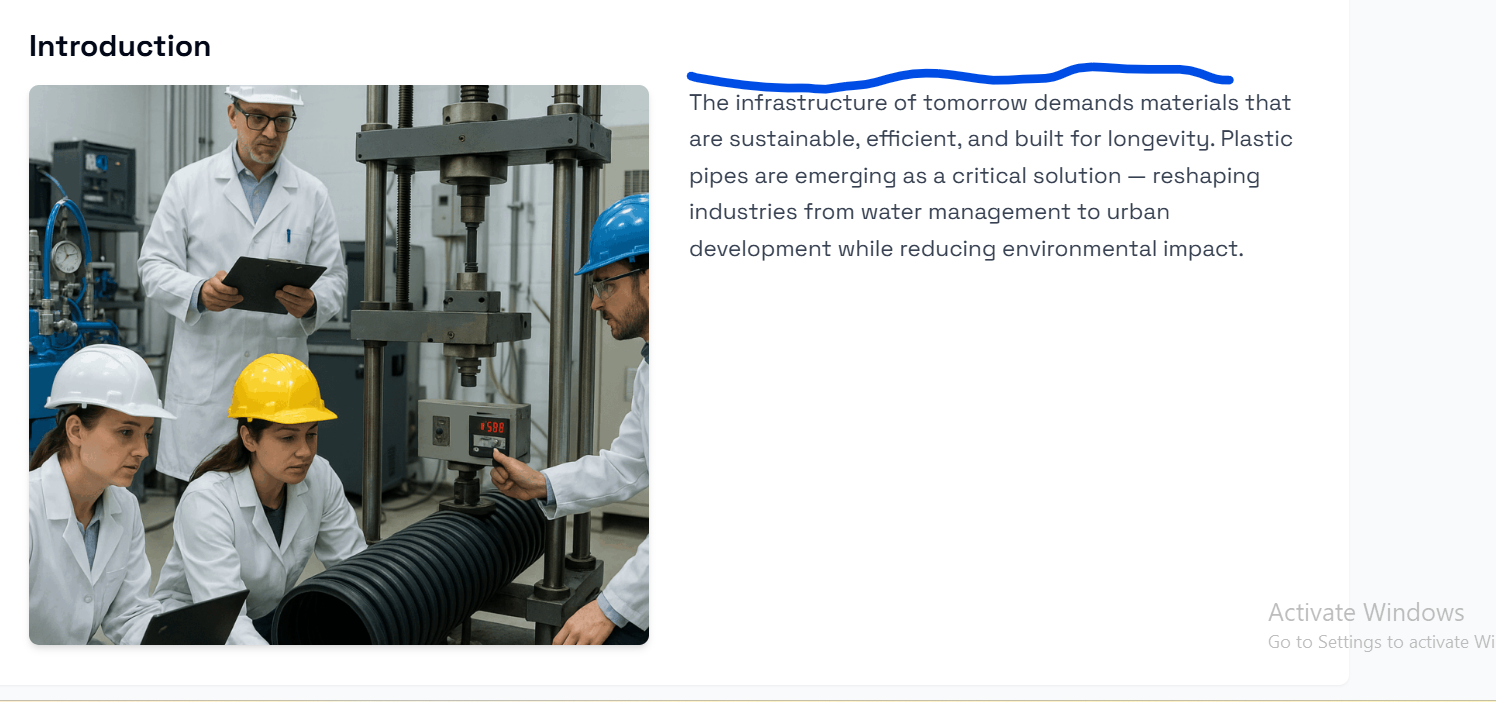 Introduction
The infrastructure of tomorrow demands materials that
are sustainable, efficient, and built for longevity. Plastic
pipes are emerging as a critical solution — reshaping
industries from water management to urban
development while reducing environmental impact.
Activate Windows
Go to Settings to activate Wi